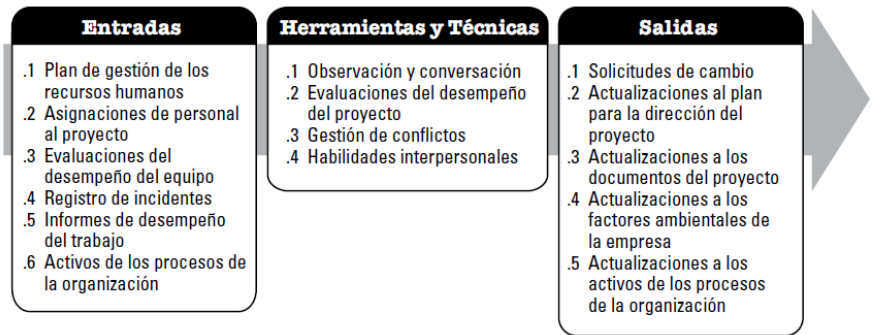 Entradas
.1 Plan de gestión de los
recursos humanos
.2 Asignaciones de personal
al proyecto
.3 Evaluaciones del
desempeño del equipo
.4 Registro de incidentes
.5 Informes de desempeño
del trabajo
.6 Activos de los procesos de
la organización
Herramientas y Técnicas
.1 Observación y conversación
.2 Evaluaciones del desempeño
del proyecto
.3 Gestión de conflictos
.4 Habilidades interpersonales
Salidas
.1 Solicitudes de cambio
.2 Actualizaciones al plan
para la dirección del
proyecto
.3 Actualizaciones a los
documentos del proyecto
.4 Actualizaciones a los
factores ambientales de
la empresa
.5 Actualizaciones a los
activos de los procesos
de la organización